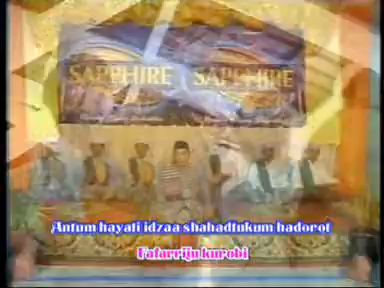 SAPPHIRE SAPPHIRE
Antum hayati idzaa shahadtukum hadorot
Fafarriju kurobi